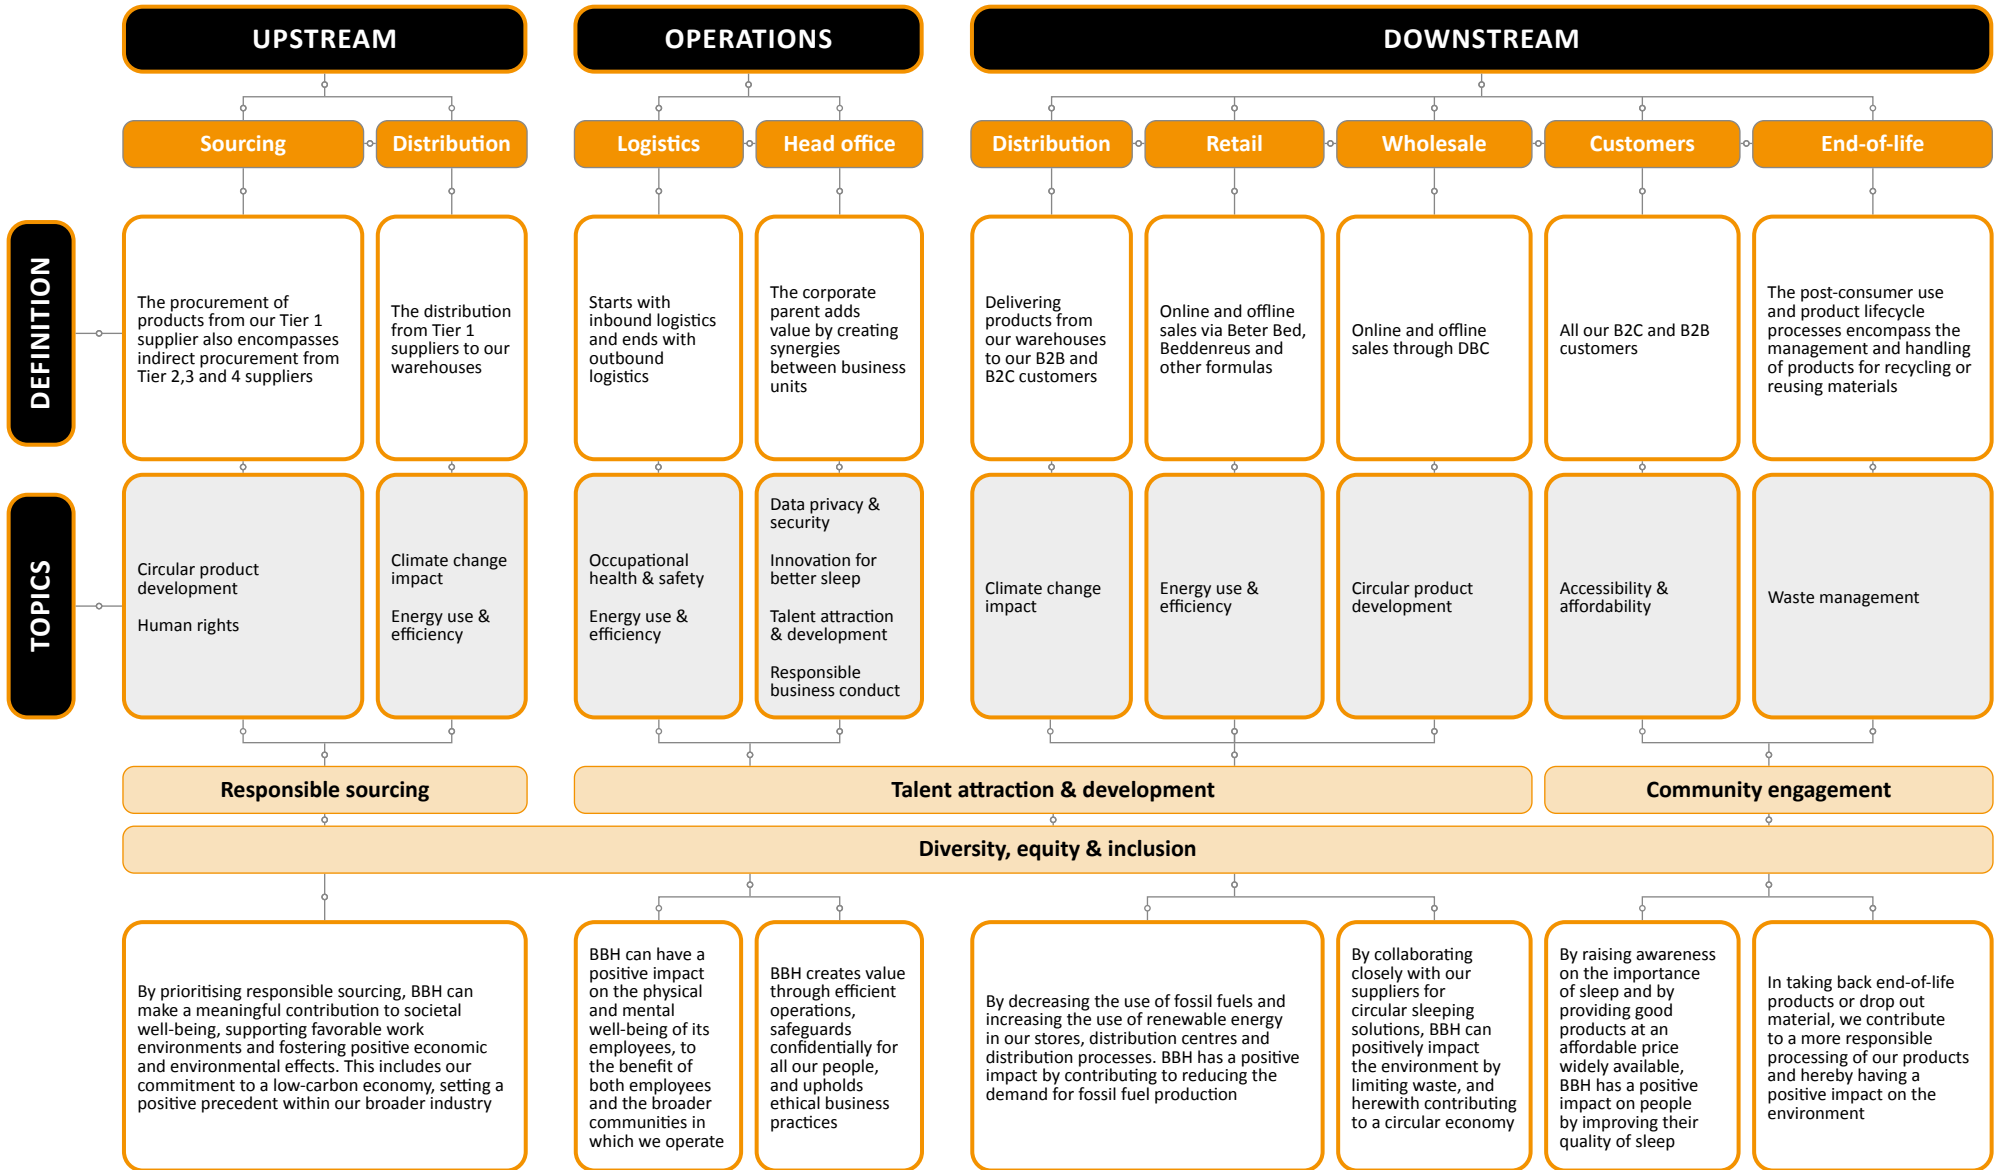 UPSTREAM
OPERATIONS
DOWNSTREAM
Sourcing
Distribution
Logistics
Head office
Distribution
Retail
Wholesale
Customers
End-of-life
DEFINITION
The procurement of
products from our Tier 1
supplier also encompasses
indirect procurement from
Tier 2,3 and 4 suppliers
The distribution
from Tier 1
suppliers to our
warehouses
Starts with
inbound logistics
and ends with
outbound
logistics
The corporate
parent adds
value by creating
synergies
between business
units
Delivering
products from
our warehouses
to our B2B and
B2C customers
Online and offline
sales via Beter Bed,
Beddenreus and
other formulas
Online and offline
sales through DBC
All our B2C and B2B
customers
The post-consumer use
and product lifecycle
processes encompass the
management and handling
of products for recycling or
reusing materials
TOPICS
Circular product
development
Human rights
Climate change
impact
Energy use &
efficiency
Occupational
health & safety
Energy use &
efficiency
Data privacy &
security
Innovation for
better sleep
Talent attraction
& development
Responsible
business conduct
Climate change
impact
Energy use &
efficiency
Circular product
development
Accessibility &
affordability
Waste management
Responsible sourcing
Talent attraction & development
Community engagement
Diversity, equity & inclusion
By prioritising responsible sourcing, BBH can
make a meaningful contribution to societal
well-being, supporting favorable work
environments and fostering positive economic
and environmental effects. This includes our
commitment to a low-carbon economy, setting a
positive precedent within our broader industry
BBH can have a
positive impact
on the physical
and mental
well-being of its
employees, to
the benefit of
both employees
and the broader
communities in
which we operate
BBH creates value
through efficient
operations,
safeguards
confidentially for
all our people,
and upholds
ethical business
practices
By decreasing the use of fossil fuels and
increasing the use of renewable energy
in our stores, distribution centres and
distribution processes. BBH has a positive
impact by contributing to reducing the
demand for fossil fuel production
By collaborating
closely with our
suppliers for
circular sleeping
solutions, BBH can
positively impact
the environment by
limiting waste, and
herewith contributing
to a circular economy
By raising awareness
on the importance
of sleep and by
providing good
products at an
affordable price
widely available,
BBH has a positive
impact on people
by improving their
quality of sleep
In taking back end-of-life
products or drop out
material, we contribute
to a more responsible
processing of our products
and hereby having a
positive impact on the
environment